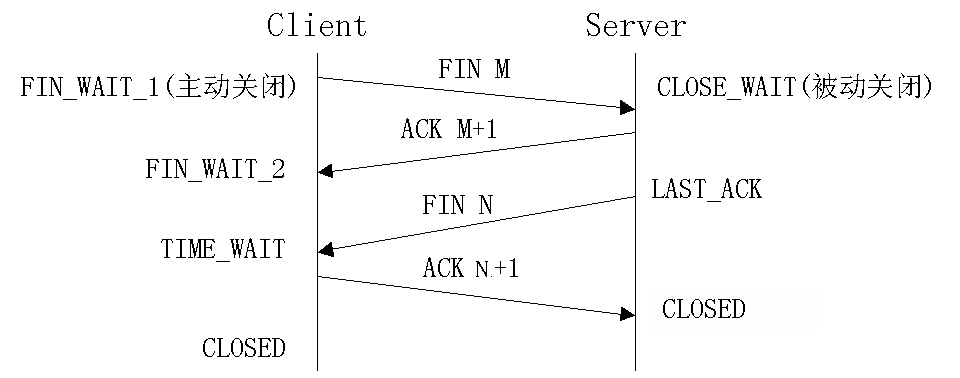 Client
Server
FIN M
FIN_WAIT_1(主动关闭)
CLOSE_WAIT(被动关闭)
ACK M+1
FIN_WAIT_2
LAST_ACK
FIN N
TIME_WAIT
ACK N.+1
CLOSED
CLOSED